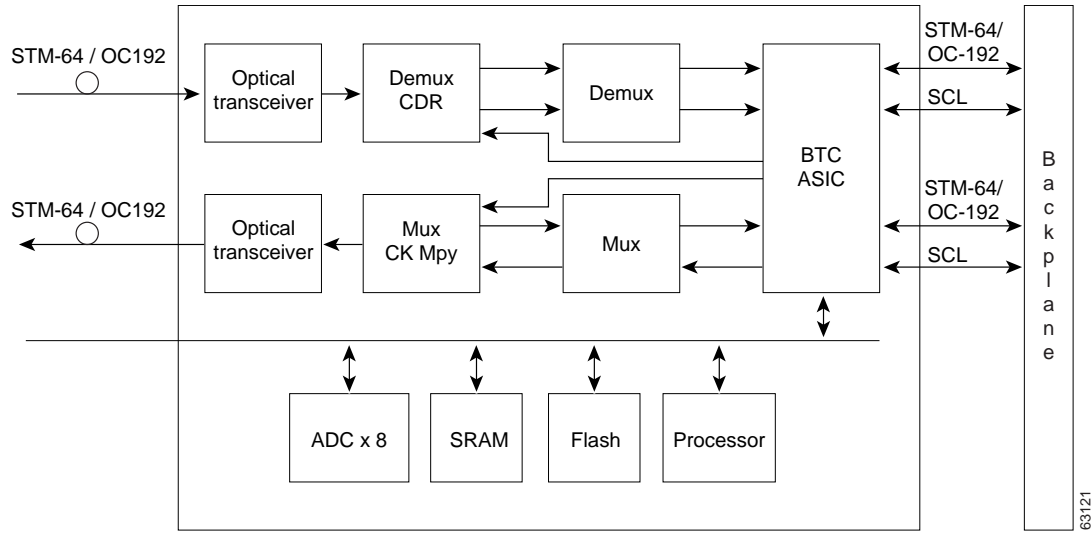 STM-64 / OC192
Optical
transceiver
Demux
CDR
Demux
BTC
ASIC
STM-64/
OC-192
SCL
STM-64 / OC192
Optical
transceiver
Mux
CK Mpy
Mux
STM-64/
OC-192
SCL
Backplane
ADC x 8
SRAM
Flash
Processor
63121